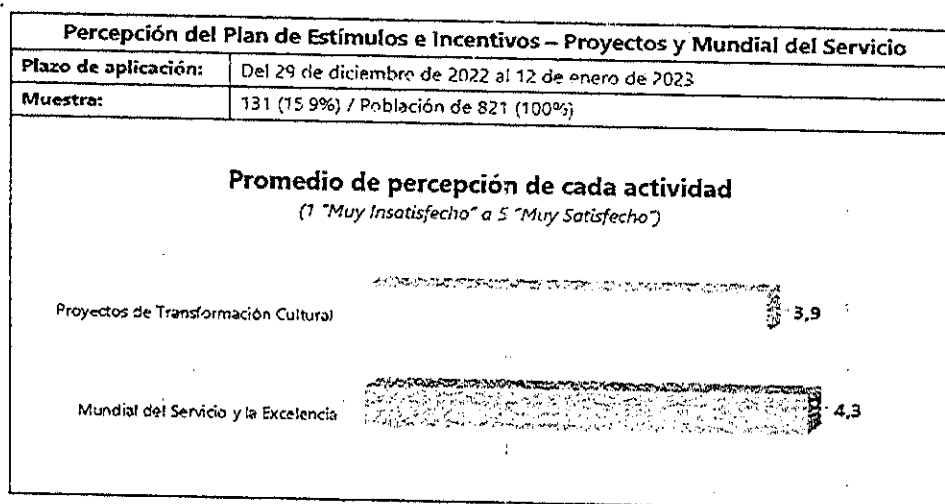 Percepción del Plan de Estímulos e Incentivos – Proyectos y Mundial del Servicio
Plazo de aplicación: Del 29 de diciembre de 2022 al 12 de enero de 2023
Muestra: 131 (15 9%) / Población de 821 (100%)
Promedio de percepción de cada actividad
(1 "Muy Insatisfecho" a 5 "Muy Satisfecho")
Proyectos de Transformación Cultural 3,9
Mundial del Servicio y la Excelencia 4,3